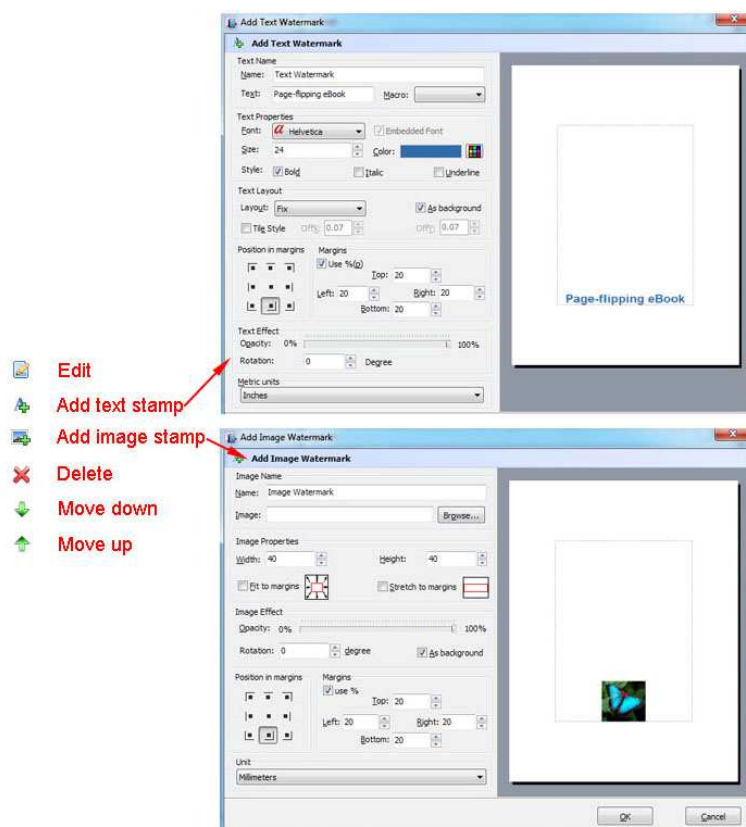 Add Text Watermark
Add Text Watermark
Text Name
Name: Text Watermark
Text: Page-flipping eBook Macro:
Text Properties
Font: a Helvetica Embedded Font
Size: 24 Color:
Style: Bold Italic Underline
Text Layout
Layout: Fix As background
Tile Style OffX: 0.07 OffY: 0.07
Position in margins Margins
Use %(p)
Top: 20
Left: 20 Right: 20
Bottom: 20
Text Effect
Opacity: 0% 100%
Rotation: 0 Degree
Metric units
Inches
Page-flipping eBook
Edit
Add text stamp
Add image stamp
Delete
Move down
Move up
Add Image Watermark
Add Image Watermark
Image Name
Name: Image Watermark
Image: Browse...
Image Properties
Width: 40 Height: 40
Fit to margins Stretch to margins
Image Effect
Opacity: 0% 100%
Rotation: 0 degree As background
Position in margins Margins
use %
Top: 20
Left: 20 Right: 20
Bottom: 20
Unit
Millimeters
OK Cancel